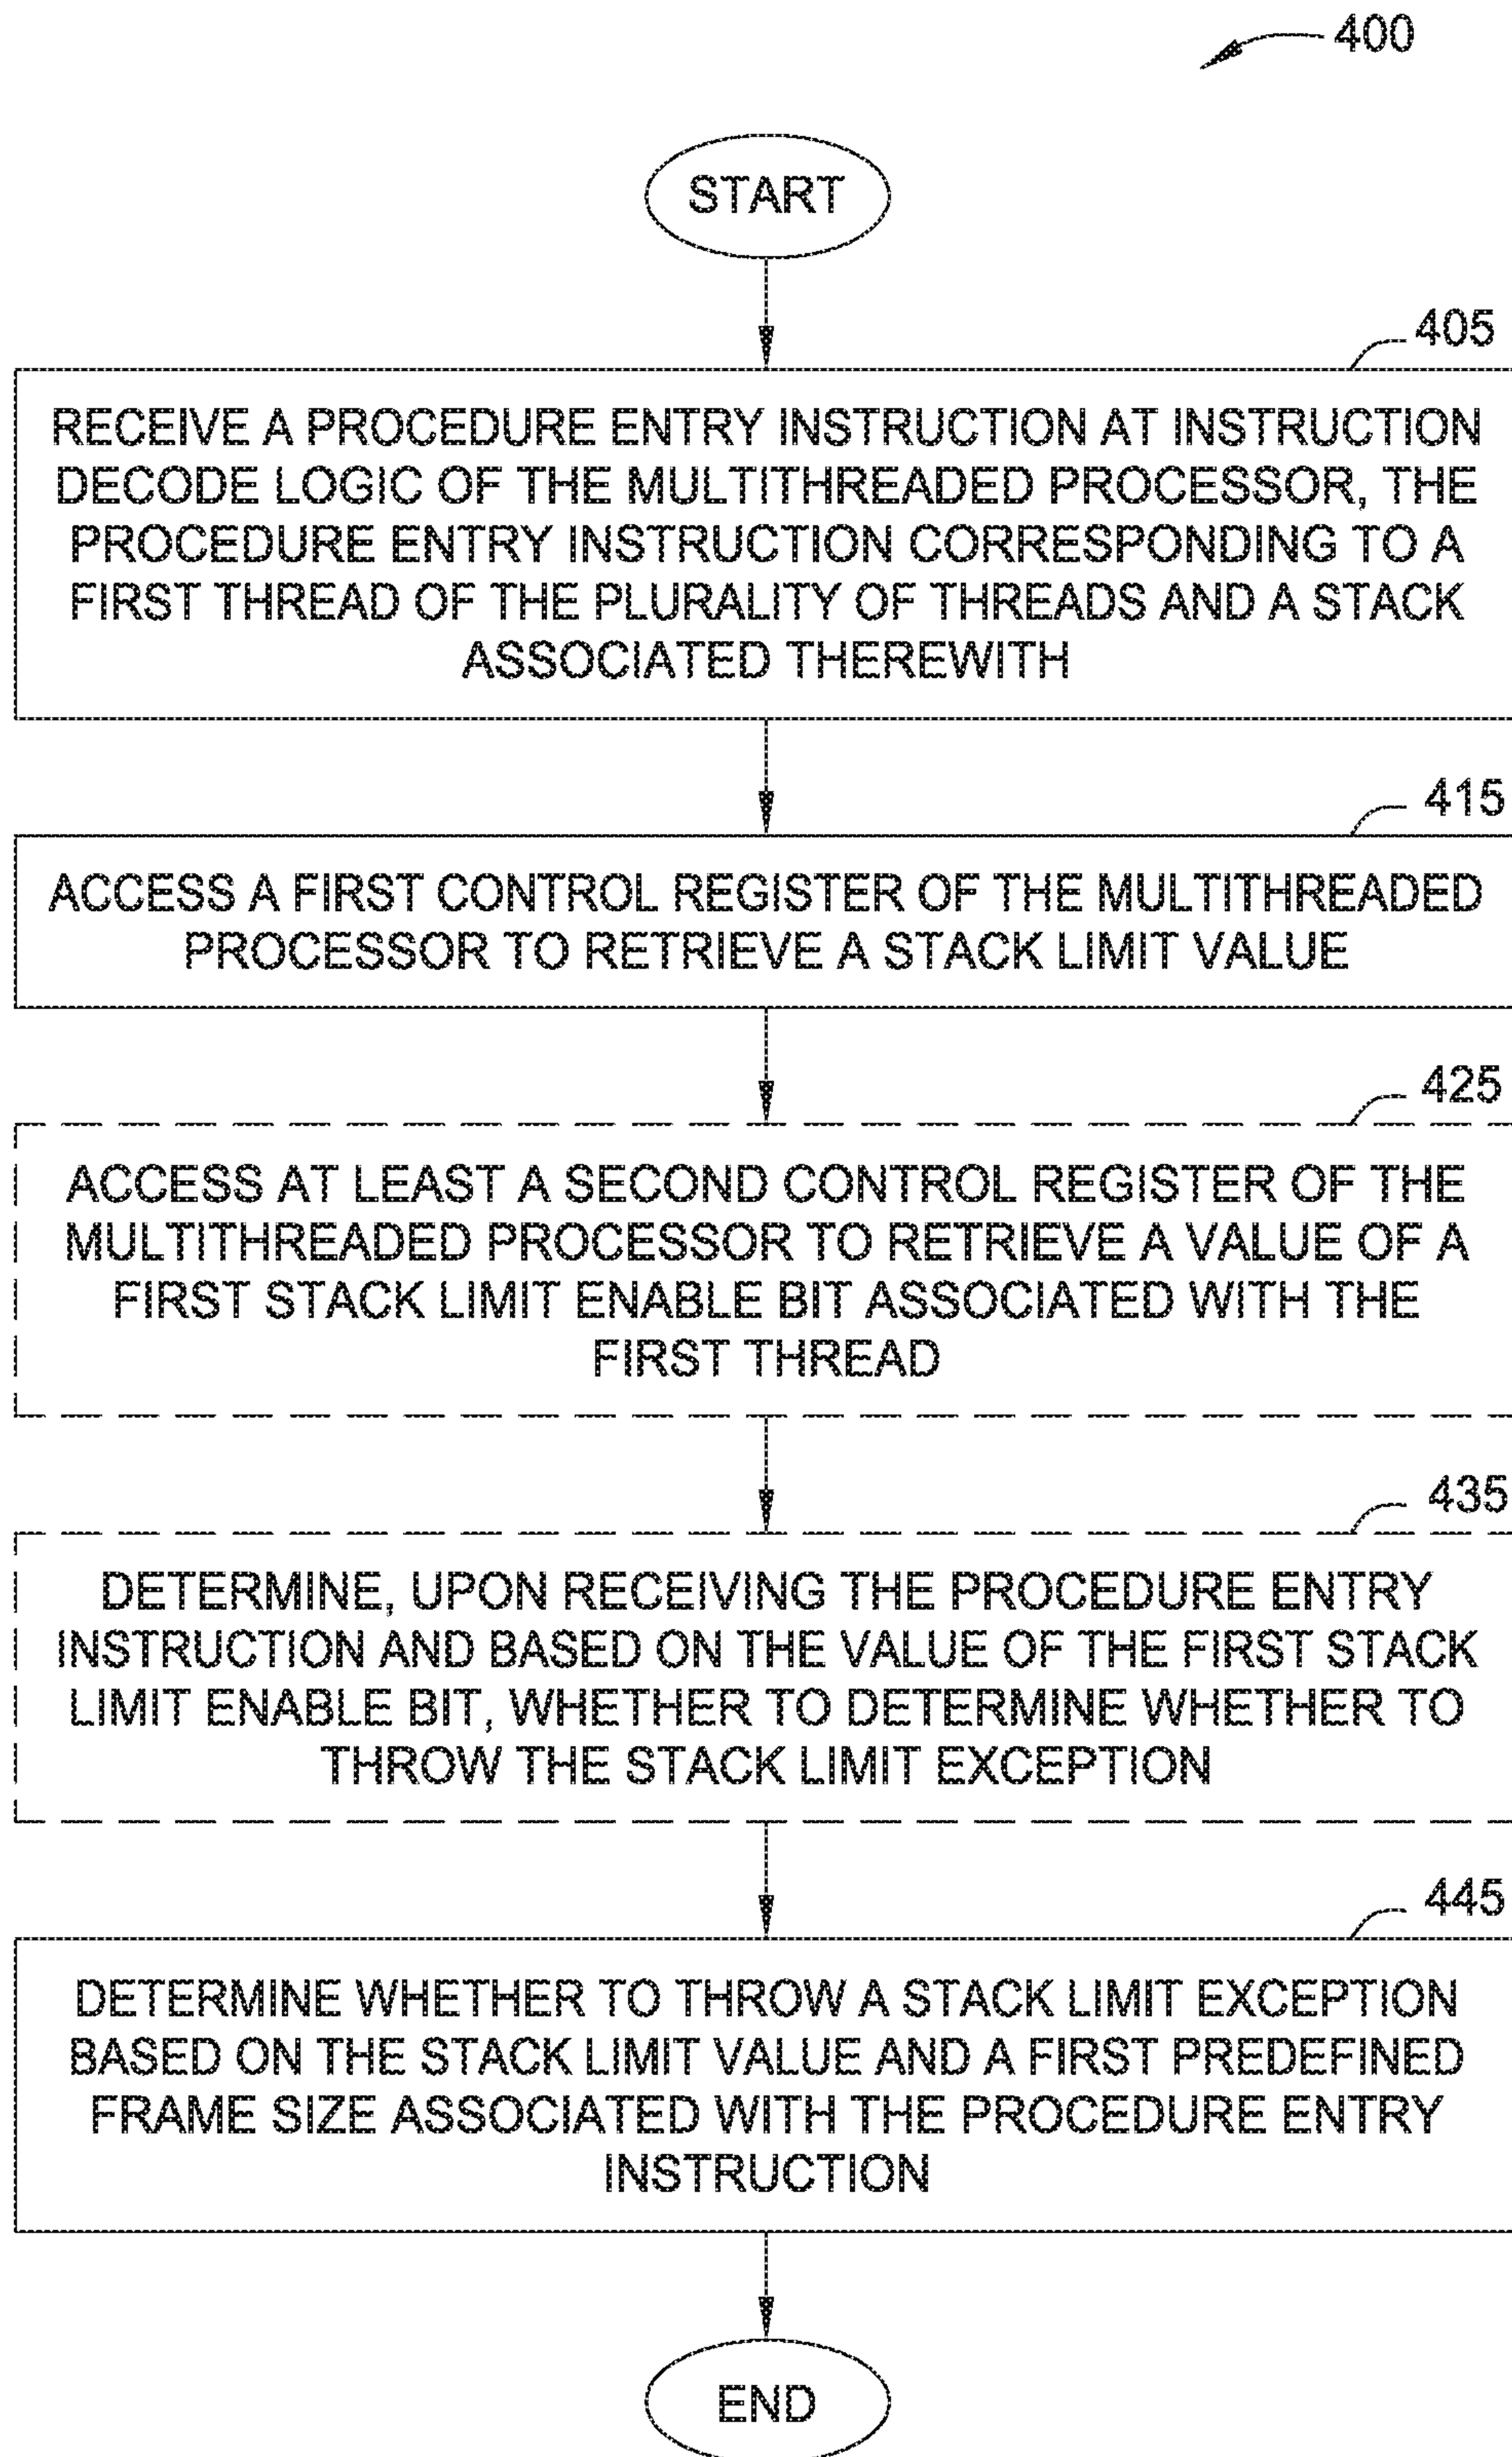 400
START
405
RECEIVE A PROCEDURE ENTRY INSTRUCTION AT INSTRUCTION
DECODE LOGIC OF THE MULTITHREADED PROCESSOR, THE
PROCEDURE ENTRY INSTRUCTION CORRESPONDING TO A
FIRST THREAD OF THE PLURALITY OF THREADS AND A STACK
ASSOCIATED THEREWITH
415
ACCESS A FIRST CONTROL REGISTER OF THE MULTITHREADED
PROCESSOR TO RETRIEVE A STACK LIMIT VALUE
425
ACCESS AT LEAST A SECOND CONTROL REGISTER OF THE
MULTITHREADED PROCESSOR TO RETRIEVE A VALUE OF A
FIRST STACK LIMIT ENABLE BIT ASSOCIATED WITH THE
FIRST THREAD
435
DETERMINE, UPON RECEIVING THE PROCEDURE ENTRY
INSTRUCTION AND BASED ON THE VALUE OF THE FIRST STACK
LIMIT ENABLE BIT, WHETHER TO DETERMINE WHETHER TO
THROW THE STACK LIMIT EXCEPTION
445
DETERMINE WHETHER TO THROW A STACK LIMIT EXCEPTION
BASED ON THE STACK LIMIT VALUE AND A FIRST PREDEFINED
FRAME SIZE ASSOCIATED WITH THE PROCEDURE ENTRY
INSTRUCTION
END